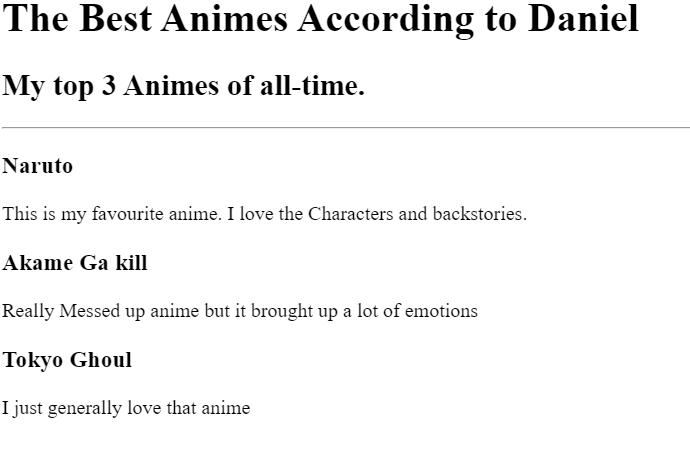 The Best Animes According to Daniel
My top 3 Animes of all-time.
Naruto
This is my favourite anime. I love the Characters and backstories.
Akame Ga kill
Really Messed up anime but it brought up a lot of emotions
Tokyo Ghoul
I just generally love that anime